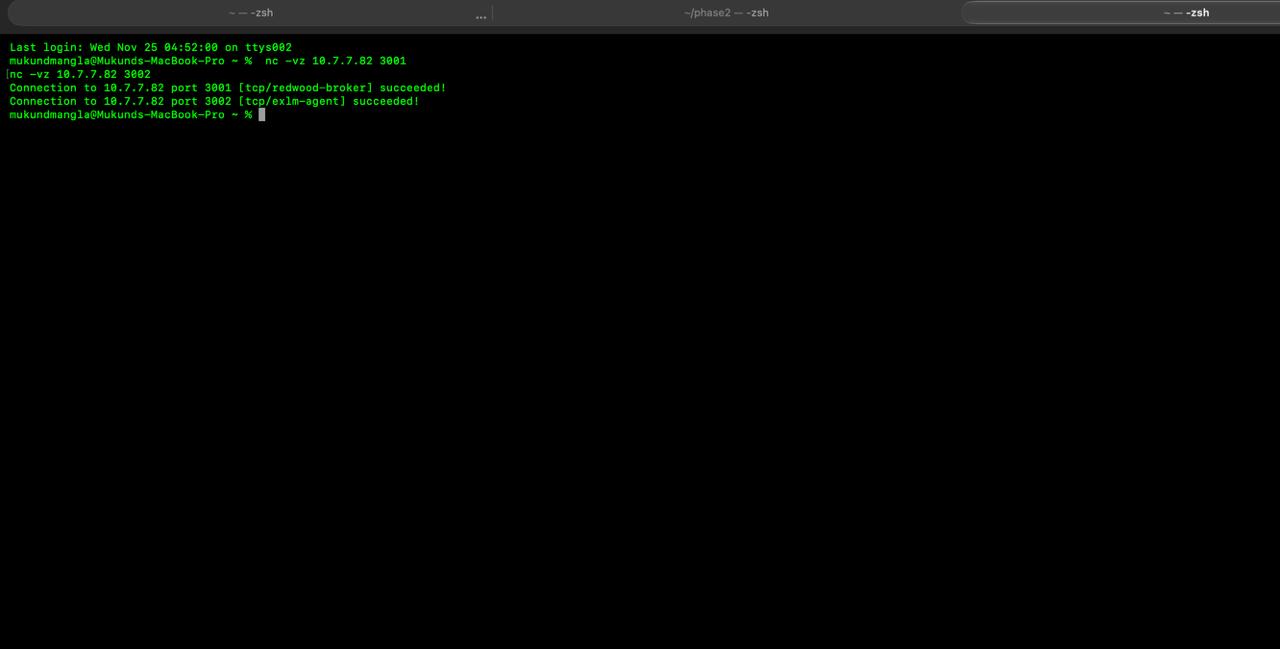 ~ — -zsh
...
~/phase2 — -zsh
~ — -zsh
Last login: Wed Nov 25 04:52:00 on ttys002
mukundmangla@Mukunds-MacBook-Pro ~ %  nc -vz 10.7.7.82 3001
[nc -vz 10.7.7.82 3002
Connection to 10.7.7.82 port 3001 [tcp/redwood-broker] succeeded!
Connection to 10.7.7.82 port 3002 [tcp/exlm-agent] succeeded!
mukundmangla@Mukunds-MacBook-Pro ~ %